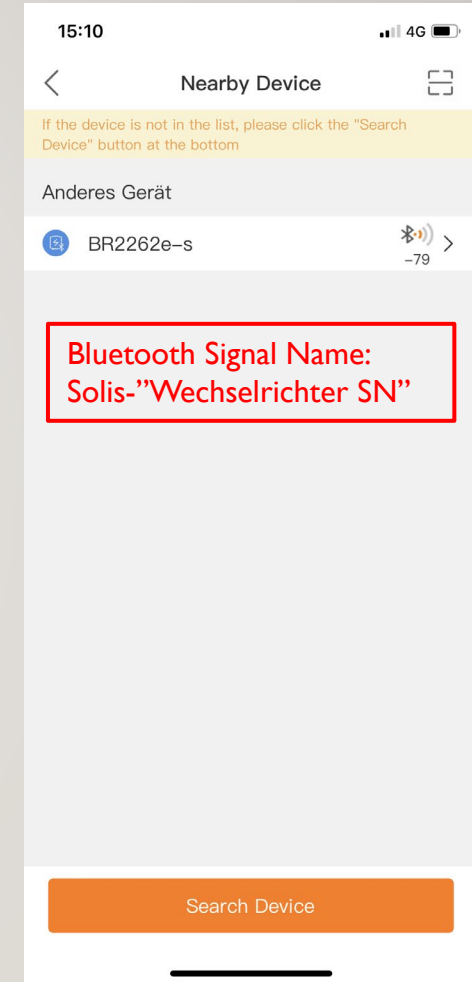 15:10
4G
Nearby Device
If the device is not in the list, please click the "Search
Device" button at the bottom
Anderes Gerät
BR2262e-s
-79
Bluetooth Signal Name:
Solis-”Wechselrichter SN”
Search Device